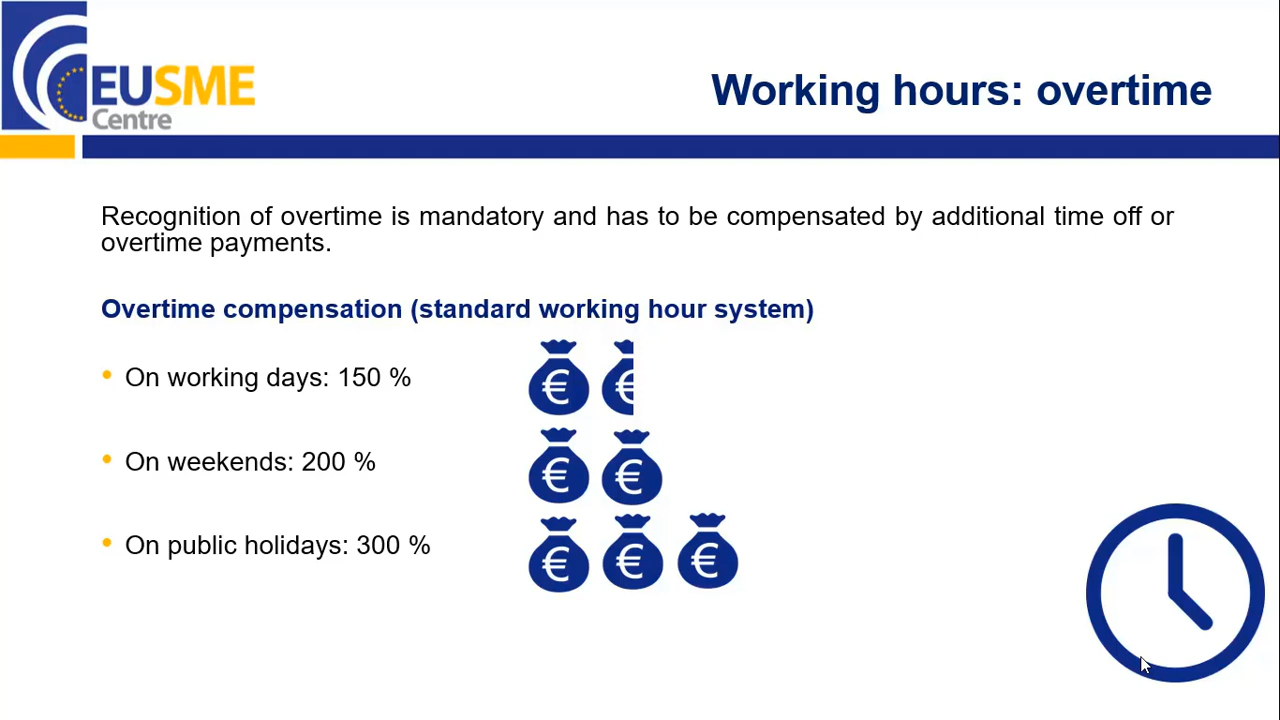 EUSME
Centre
Working hours: overtime
Recognition of overtime is mandatory and has to be compensated by additional time off or
overtime payments.
Overtime compensation (standard working hour system)
• On working days: 150 %
€ €
• On weekends: 200 %
€ €
• On public holidays: 300 %
€ € €